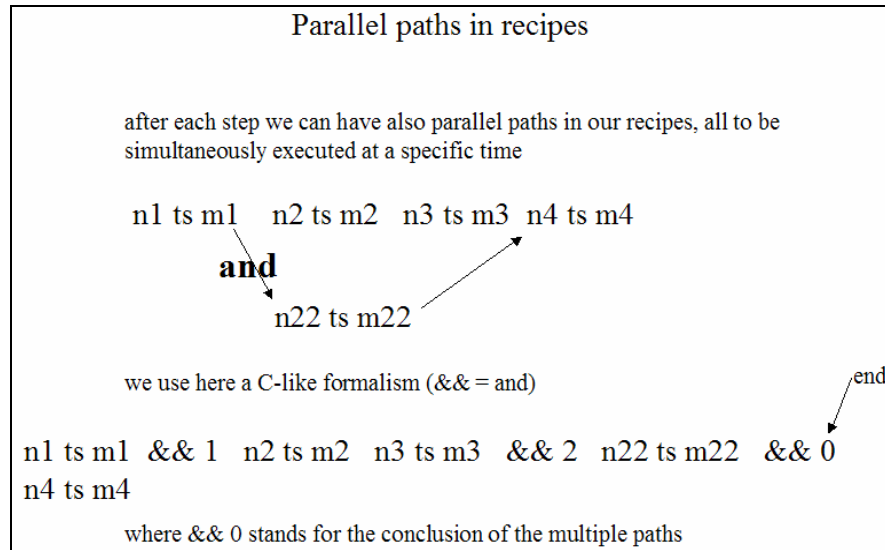 Parallel paths in recipes
after each step we can have also parallel paths in our recipes, all to be
simultaneously executed at a specific time
n1 ts m1 n2 ts m2 n3 ts m3 n4 ts m4
and
n22 ts m22
we use here a C-like formalism (&& = and)
end
n1 ts m1 && 1 n2 ts m2 n3 ts m3 && 2 n22 ts m22 && 0
n4 ts m4
where && 0 stands for the conclusion of the multiple paths